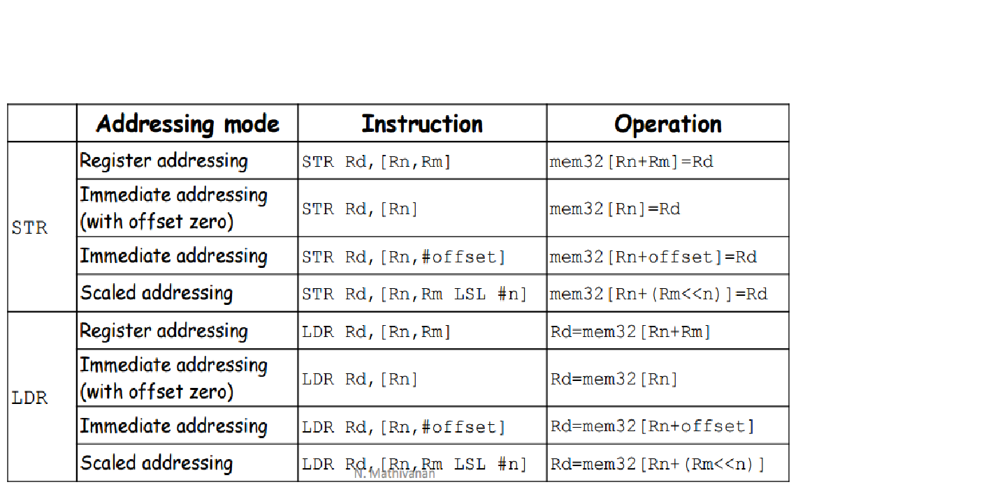 Addressing mode Instruction Operation
STR
Register addressing STR Rd,[Rn,Rm] mem32[Rn+Rm]=Rd
Immediate addressing
(with offset zero) STR Rd,[Rn] mem32[Rn]=Rd
Immediate addressing STR Rd,[Rn,#offset] mem32[Rn+offset]=Rd
Scaled addressing STR Rd,[Rn,Rm LSL #n] mem32[Rn+(Rm<<n)]=Rd
LDR
Register addressing LDR Rd,[Rn,Rm] Rd=mem32[Rn+Rm]
Immediate addressing
(with offset zero) LDR Rd,[Rn] Rd=mem32[Rn]
Immediate addressing LDR Rd,[Rn,#offset] Rd=mem32[Rn+offset]
Scaled addressing LDR Rd,[Rn,Rm LSL #n] Rd=mem32[Rn+(Rm<<n)]
N. Mathivanan